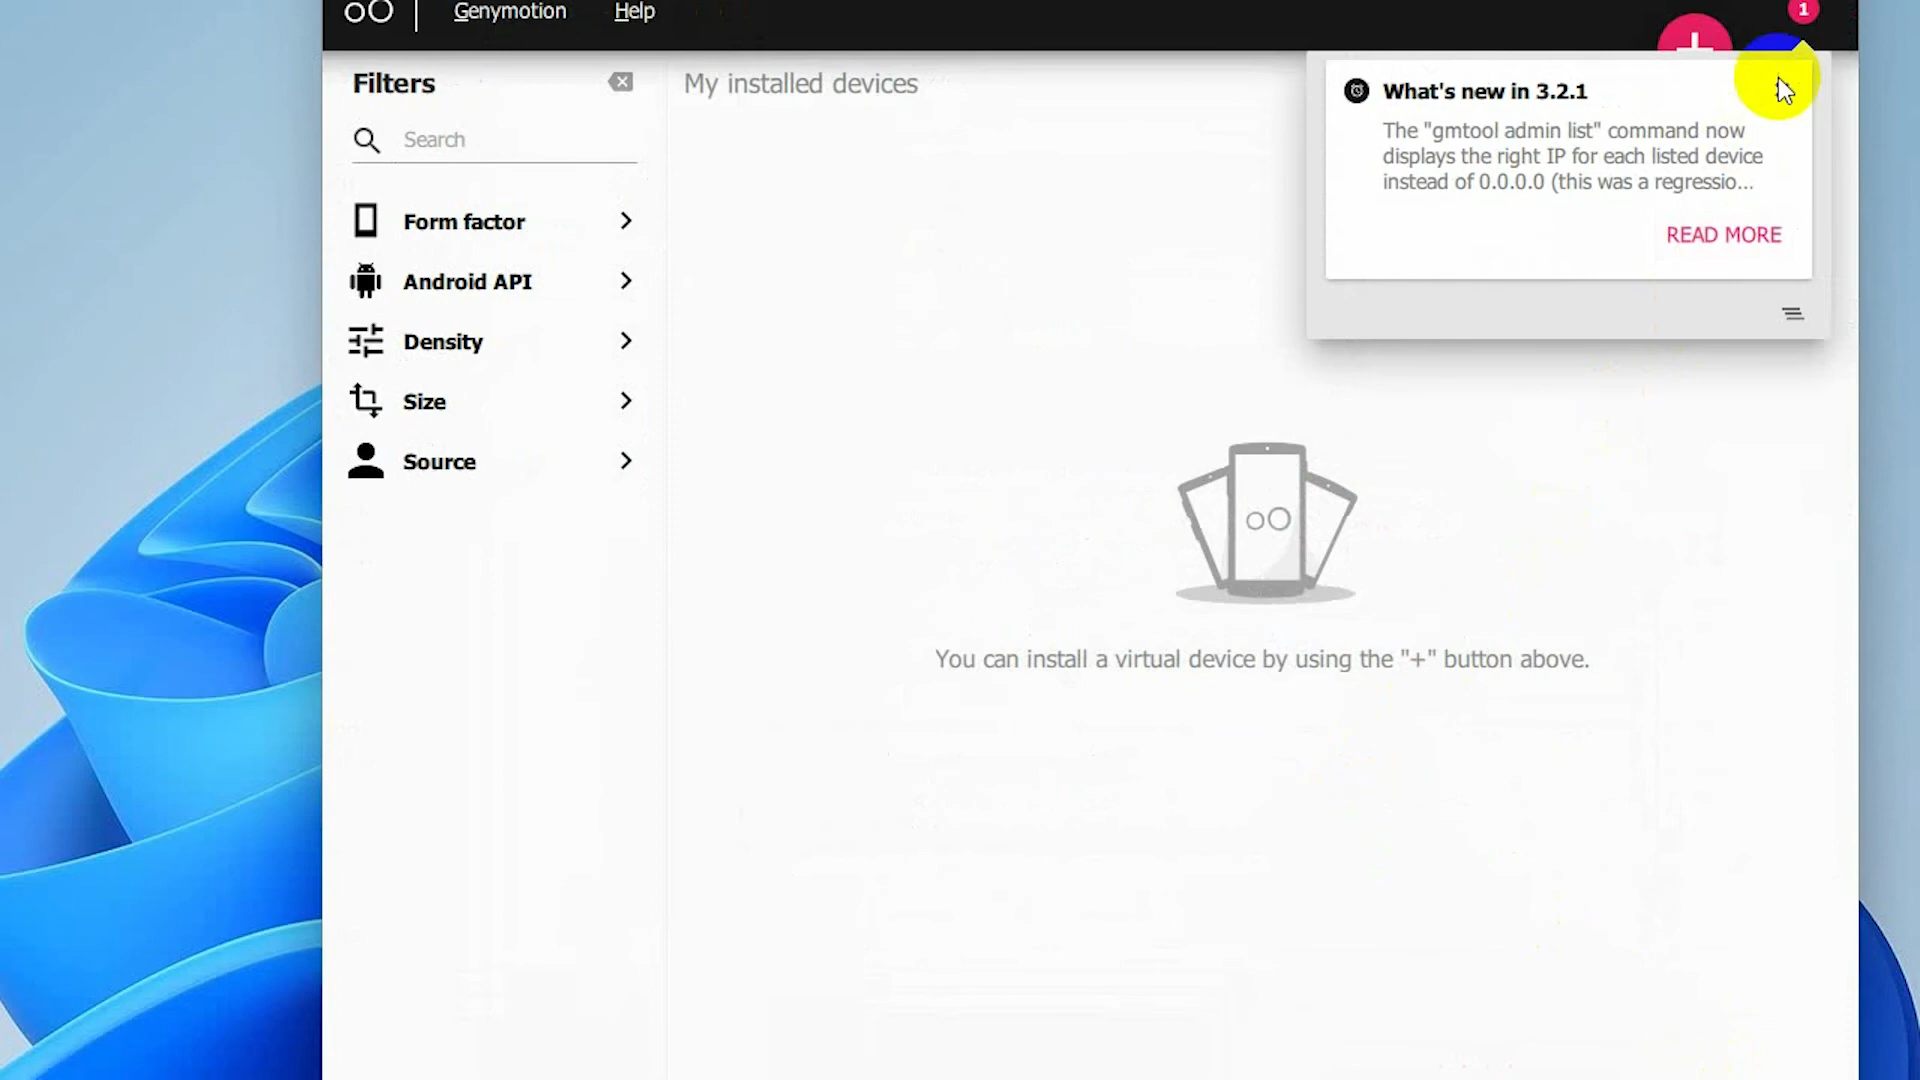 Genymotion Help
1
Filters
My installed devices
Search
Form factor
Android API
Density
Size
Source
What's new in 3.2.1
The "gmtool admin list" command now
displays the right IP for each listed device
instead of 0.0.0.0 (this was a regressio...
READ MORE
You can install a virtual device by using the "+" button above.